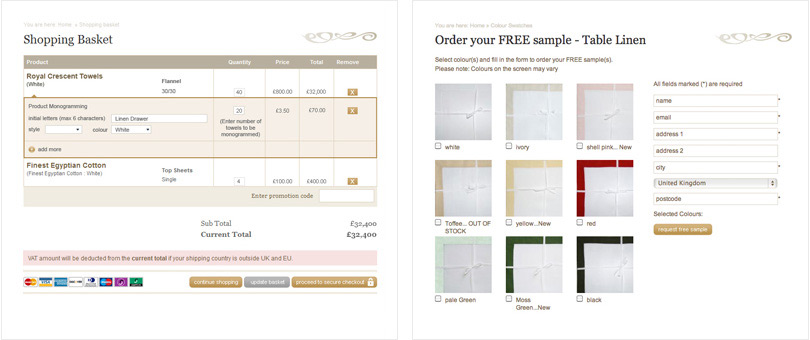 You are here: Home » Shopping basket
Shopping Basket
Product Quantity Price Total Remove
Royal Crescent Towels
(White)
Flannel
30/30
40 £800.00 £32,000 X
Product Monogramming
initial letters (max 6 characters) Linen Drawer
style colour White
20 £3.50 £70.00 X
(Enter number of
towels to be
monogrammed)
add more
Finest Egyptian Cotton
(Finest Egyptian Cotton : White)
Top Sheets
Single
4 £100.00 £400.00 X
Enter promotion code
Sub Total £32,400
Current Total £32,400
VAT amount will be deducted from the current total if your shipping country is outside UK and EU.
continue shopping update basket proceed to secure checkout
You are here: Home » Colour Swatches
Order your FREE sample - Table Linen
Select colour(s) and fill in the form to order your FREE sample(s).
Please note: Colours on the screen may vary
white ivory shell pink... New
Toffee... OUT OF
STOCK
yellow...New
red
pale Green
Moss
Green...New
black
All fields marked (*) are required
name *
email *
address 1 *
address 2
city *
United Kingdom
postcode *
Selected Colours:
request free sample